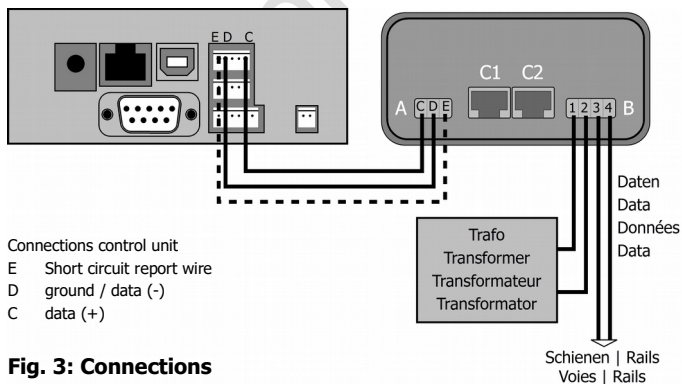 E D C
C1 C2
A C D E 1 2 3 4 B
Daten
Data
Données
Data
Trafo
Transformer
Transformateur
Transformator
Connections control unit
E Short circuit report wire
D ground / data (-)
C data (+)
Schienen | Rails
Voies | Rails
Fig. 3: Connections